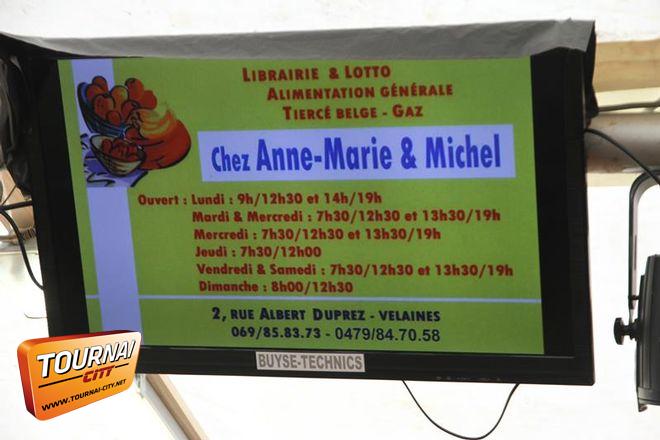 LIBRAIRIE & LOTTO
ALIMENTATION GÉNÉRALE
TIERCÉ BELGE - GAZ
Chez Anne-Marie & Michel
Ouvert : Lundi : 9h/12h30 et 14h/19h
Mardi & Mercredi : 7h30/12h30 et 13h30/19h
Mercredi : 7h30/12h30 et 13h30/19h
Jeudi : 7h30/12h00
Vendredi & Samedi : 7h30/12h30 et 13h30/19h
Dimanche : 8h00/12h30
2, RUE ALBERT DUPREZ - VELAINES
069/85.83.73 - 0479/84.70.58
BUYSE-TECHNICS
TOURNAI
CITY
WWW.TOURNAI-CITY.NET